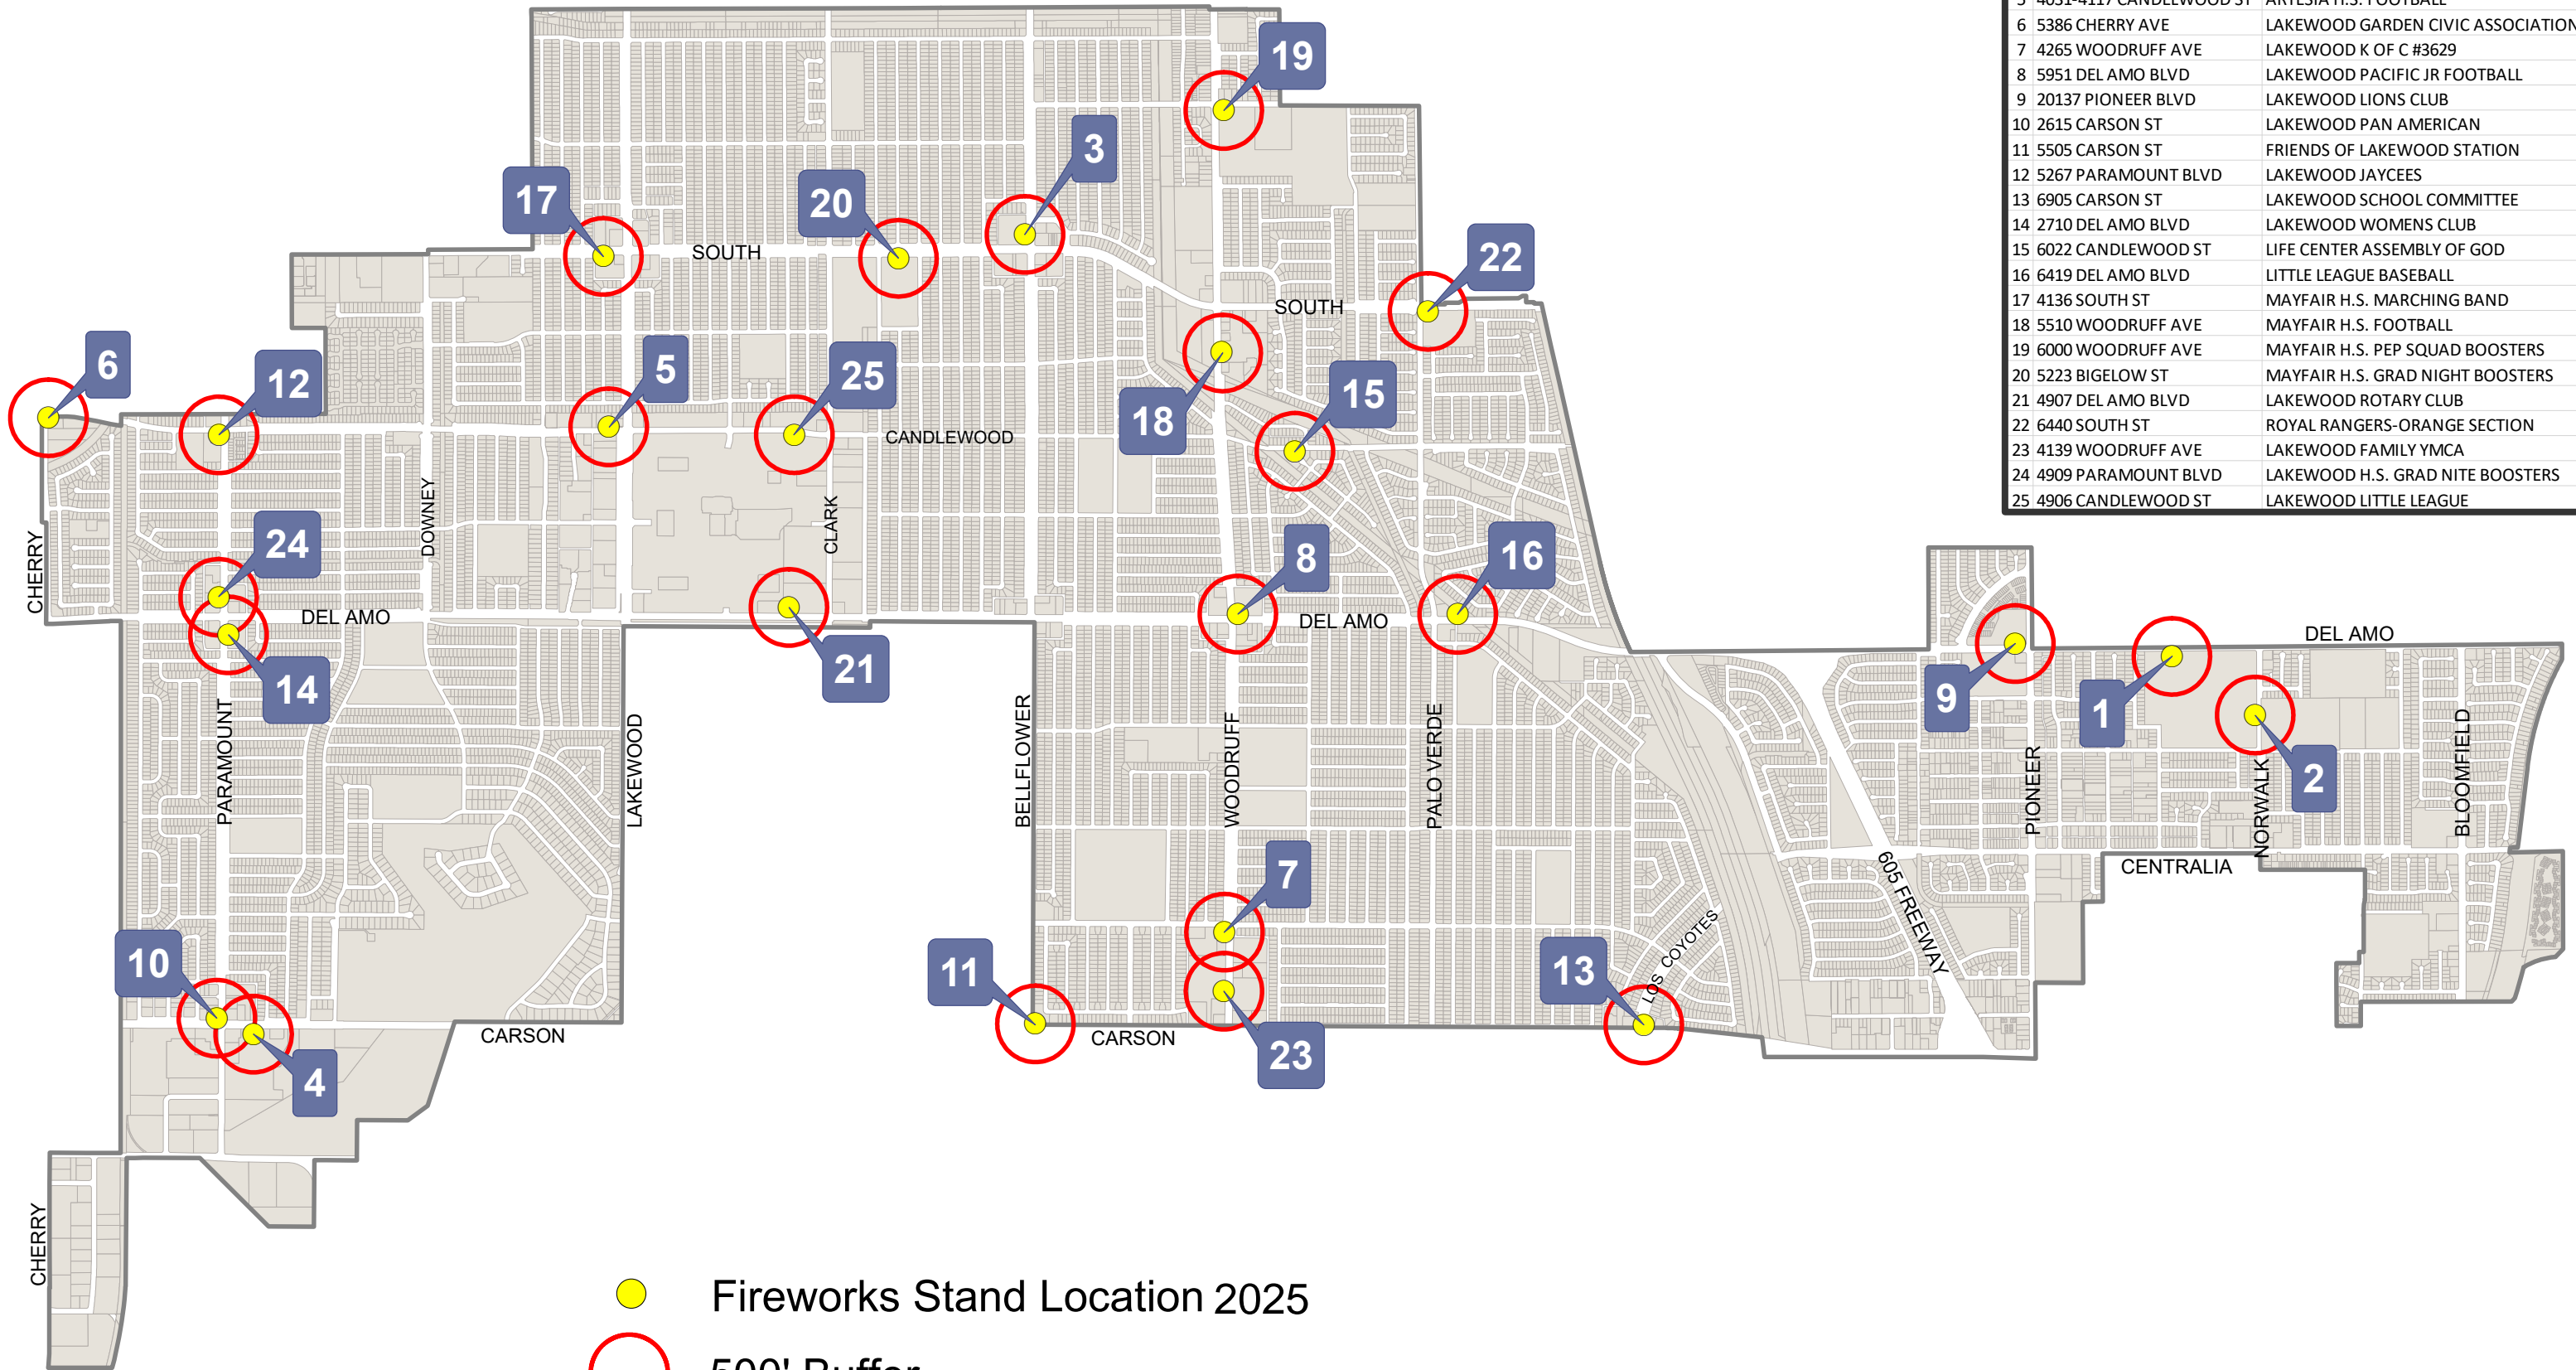 5 4031-4117 CANDLEWOOD ST ARTESIA H.S. FOOTBALL
6 5386 CHERRY AVE LAKEWOOD GARDEN CIVIC ASSOCIATION
7 4265 WOODRUFF AVE LAKEWOOD K OF C #3629
8 5951 DEL AMO BLVD LAKEWOOD PACIFIC JR FOOTBALL
9 20137 PIONEER BLVD LAKEWOOD LIONS CLUB
10 2615 CARSON ST LAKEWOOD PAN AMERICAN
11 5505 CARSON ST FRIENDS OF LAKEWOOD STATION
12 5267 PARAMOUNT BLVD LAKEWOOD JAYCEES
13 6905 CARSON ST LAKEWOOD SCHOOL COMMITTEE
14 2710 DEL AMO BLVD LAKEWOOD WOMENS CLUB
15 6022 CANDLEWOOD ST LIFE CENTER ASSEMBLY OF GOD
16 6419 DEL AMO BLVD LITTLE LEAGUE BASEBALL
17 4136 SOUTH ST MAYFAIR H.S. MARCHING BAND
18 5510 WOODRUFF AVE MAYFAIR H.S. FOOTBALL
19 6000 WOODRUFF AVE MAYFAIR H.S. PEP SQUAD BOOSTERS
20 5223 BIGELOW ST MAYFAIR H.S. GRAD NIGHT BOOSTERS
21 4907 DEL AMO BLVD LAKEWOOD ROTARY CLUB
22 6440 SOUTH ST ROYAL RANGERS-ORANGE SECTION
23 4139 WOODRUFF AVE LAKEWOOD FAMILY YMCA
24 4909 PARAMOUNT BLVD LAKEWOOD H.S. GRAD NITE BOOSTERS
25 4906 CANDLEWOOD ST LAKEWOOD LITTLE LEAGUE
19
3
17
20
SOUTH
22
SOUTH
6
12
5
25
18
15
CANDLEWOOD
CHERRY
DOWNEY
CLARK
24
8
16
DEL AMO
DEL AMO
DEL AMO
14
21
9
1
2
PARAMOUNT
LAKEWOOD
BELLFLOWER
WOODRUFF
PALO VERDE
PIONEER
NORWALK
BLOOMFIELD
CENTRALIA
605 FREEWAY
7
10
11
13
LOS COYOTES
CARSON
CARSON
4
23
CHERRY
Fireworks Stand Location 2025
500' Buffer